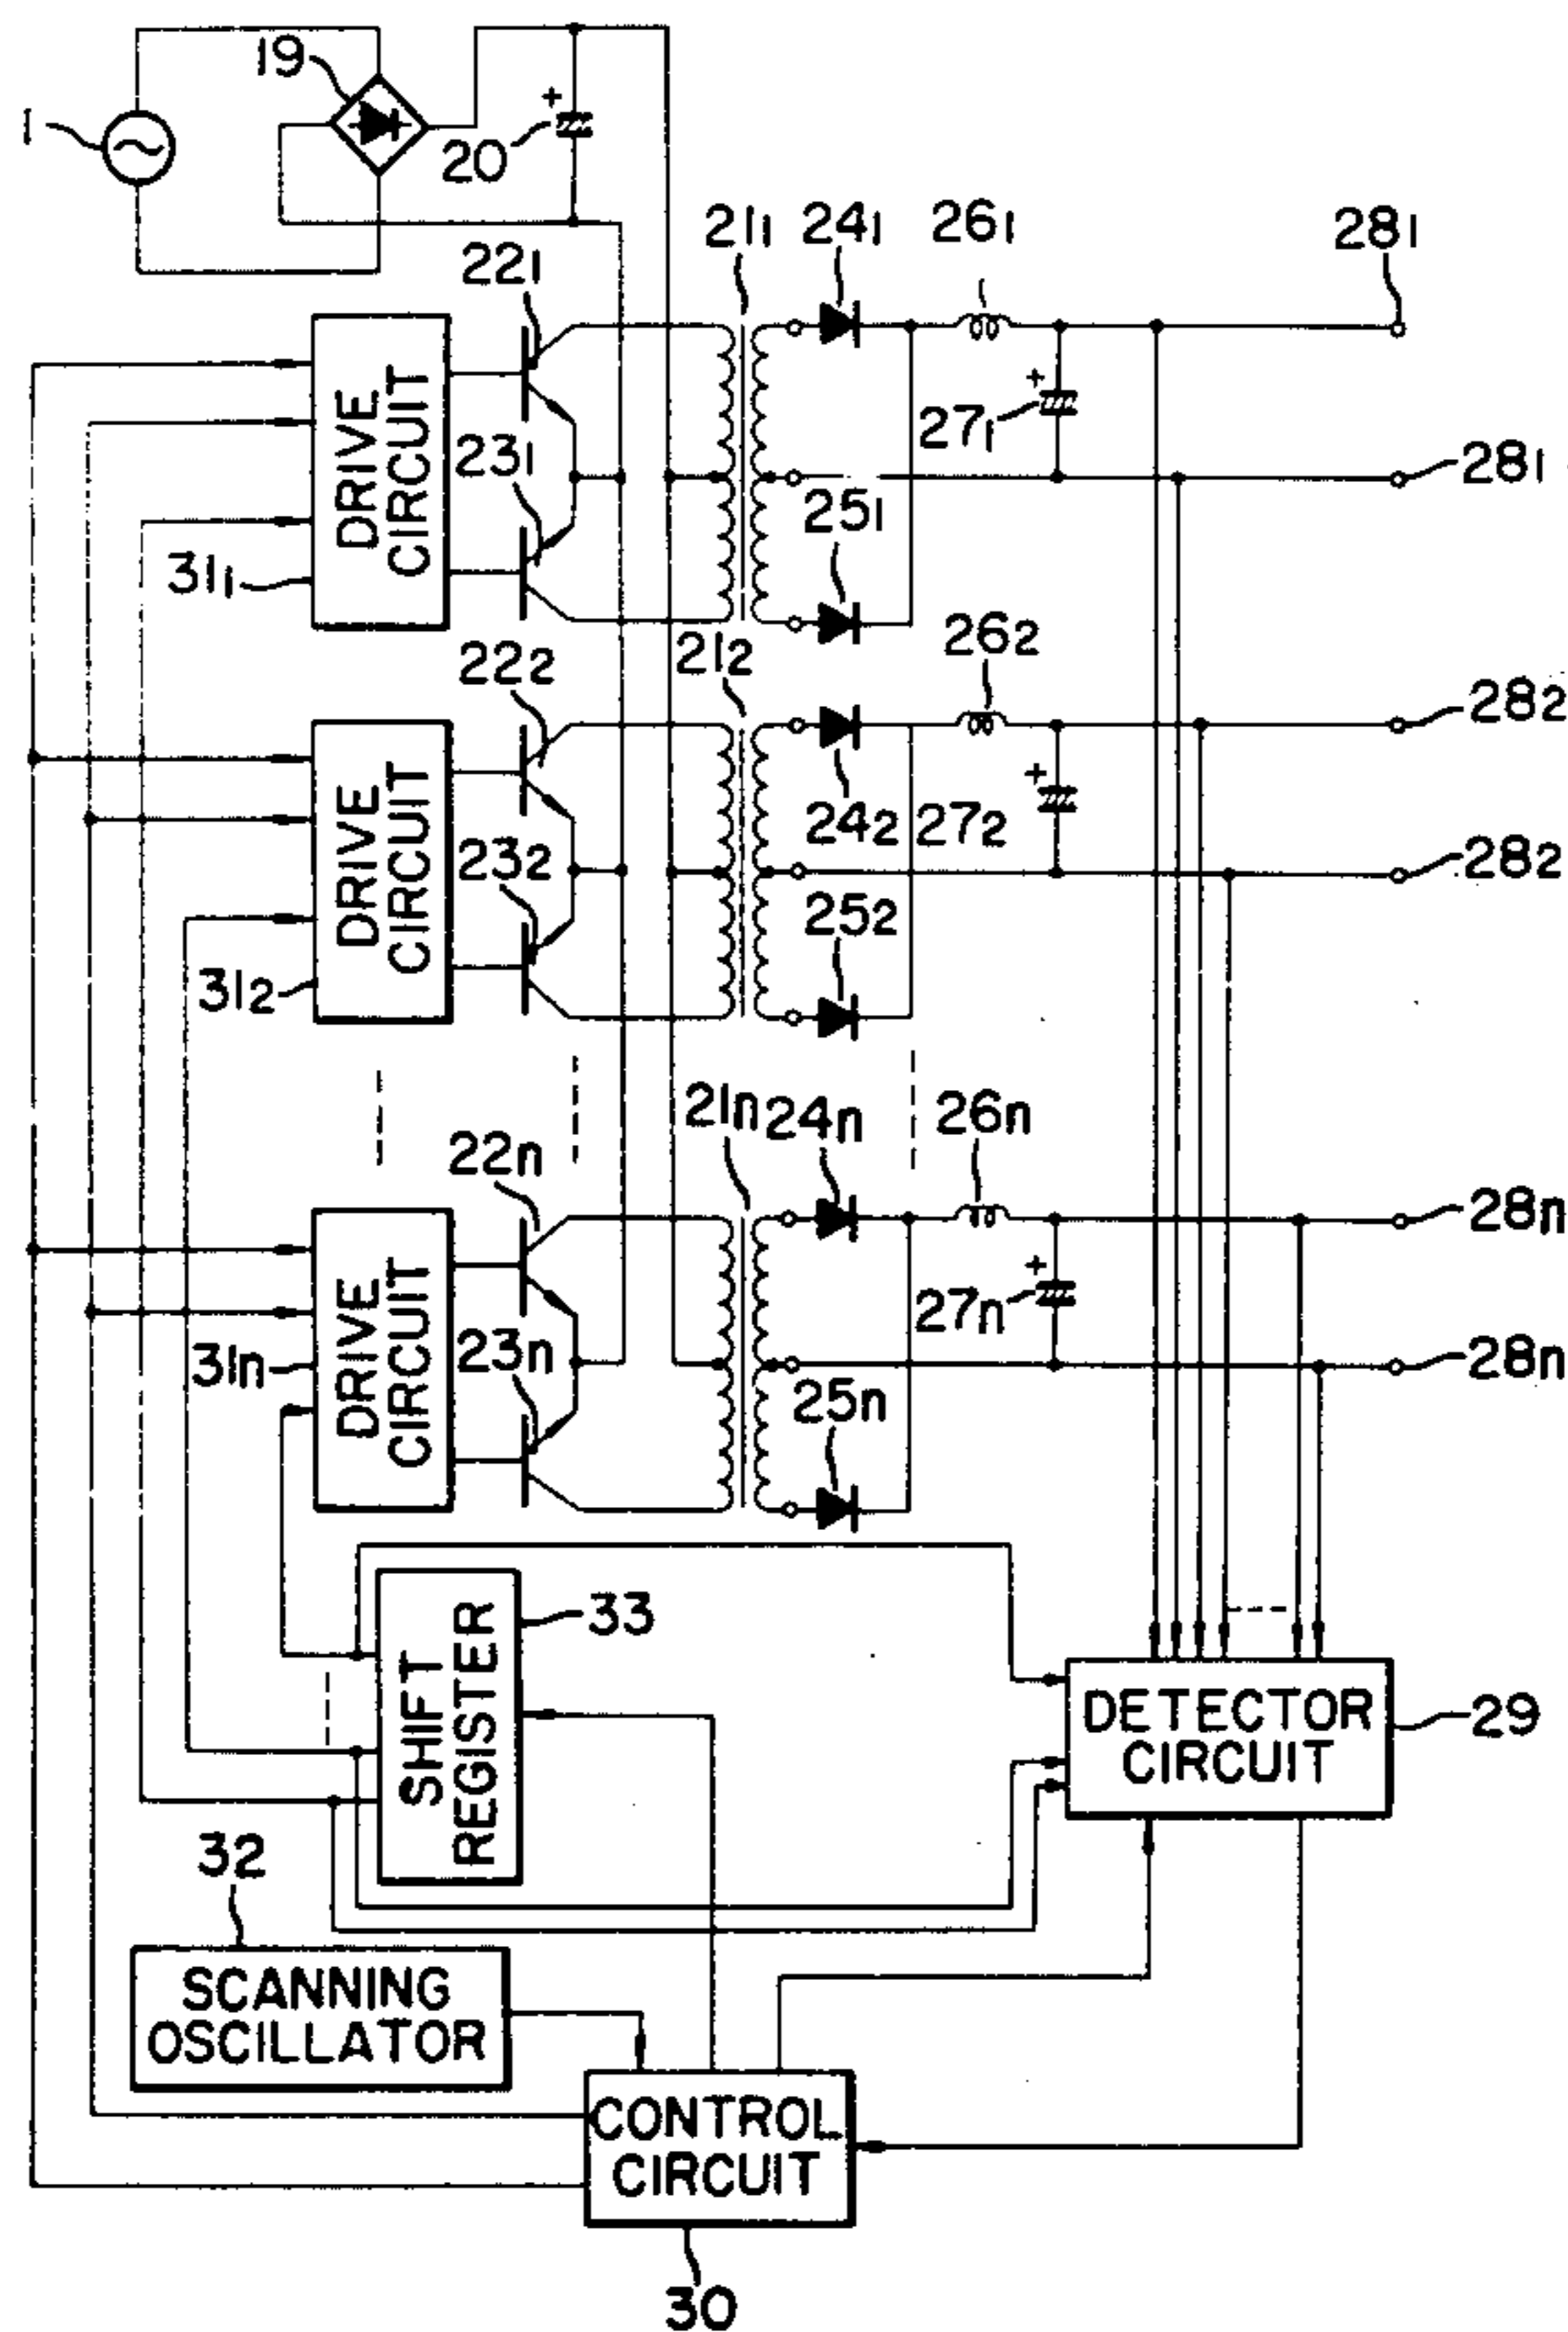 19
1
+
20
21₁
24₁
26₁
28₁
22₁
DRIVE
CIRCUIT
+
27₁
23₁
28₁
25₁
31₁
26₂
21₂
22₂
28₂
DRIVE
CIRCUIT
+
24₂
27₂
23₂
28₂
25₂
31₂
21n
24n
26n
22n
28n
DRIVE
CIRCUIT
+
27n
23n
31n
28n
25n
SHIFT
REGISTER
33
DETECTOR
CIRCUIT
29
32
SCANNING
OSCILLATOR
CONTROL
CIRCUIT
30